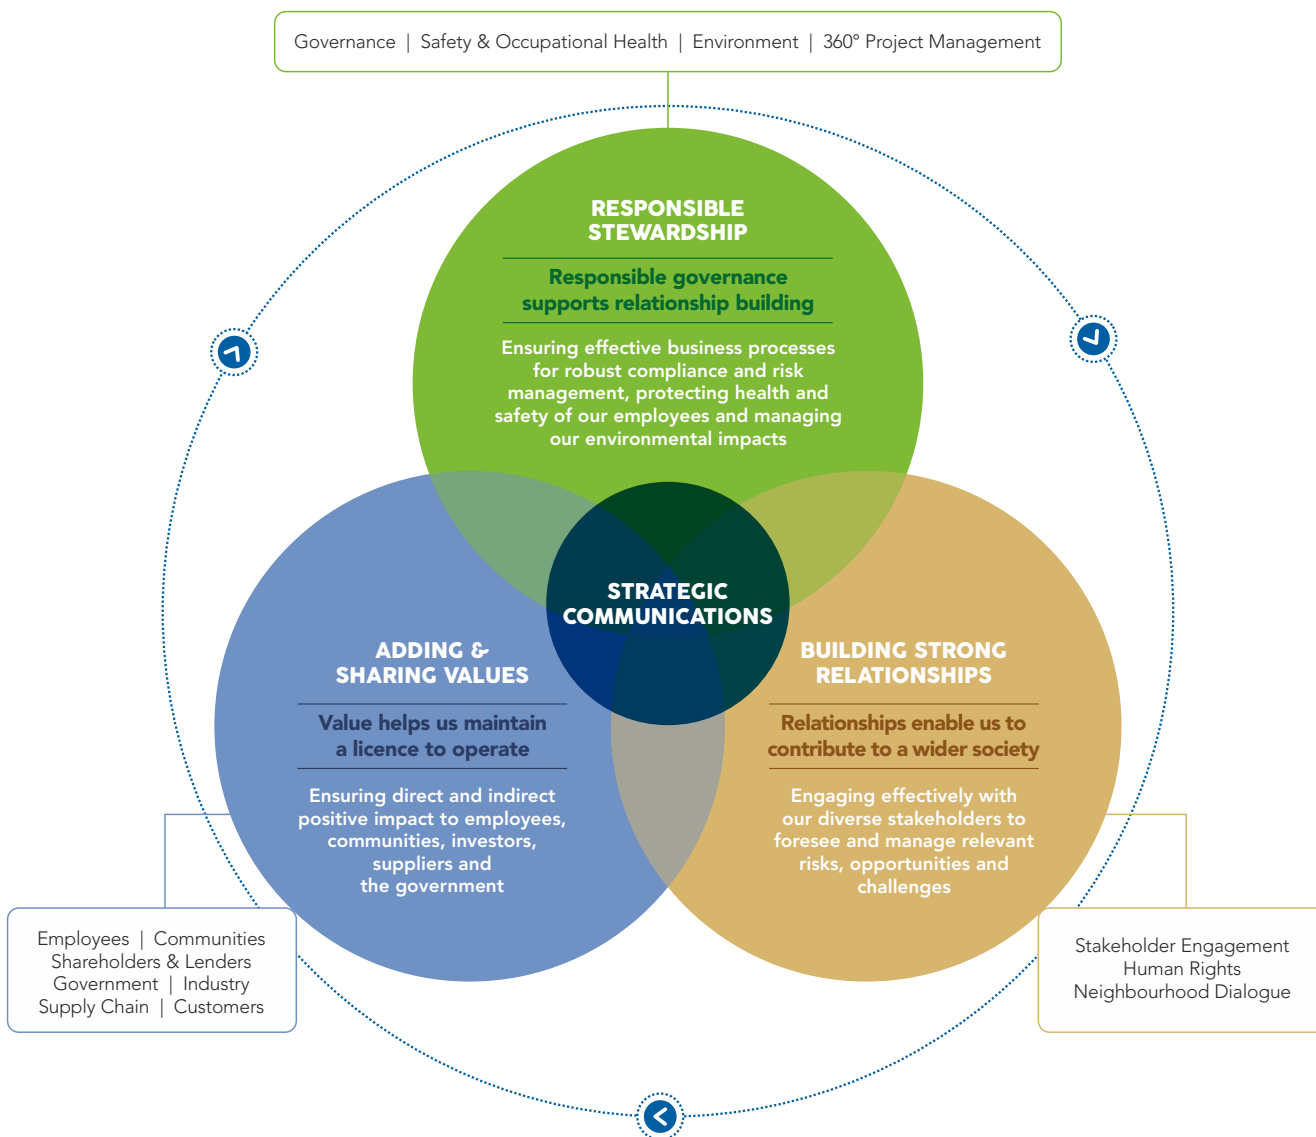 Governance | Safety & Occupational Health | Environment | 360° Project Management
RESPONSIBLE
STEWARDSHIP
Responsible governance
supports relationship building
Ensuring effective business processes
for robust compliance and risk
management, protecting health and
safety of our employees and managing
our environmental impacts
STRATEGIC
COMMUNICATIONS
ADDING &
SHARING VALUES
Value helps us maintain
a licence to operate
Ensuring direct and indirect
positive impact to employees,
communities, investors,
suppliers and
the government
BUILDING STRONG
RELATIONSHIPS
Relationships enable us to
contribute to a wider society
Engaging effectively with
our diverse stakeholders to
foresee and manage relevant
risks, opportunities and
challenges
Employees | Communities
Shareholders & Lenders
Government | Industry
Supply Chain | Customers
Stakeholder Engagement
Human Rights
Neighbourhood Dialogue